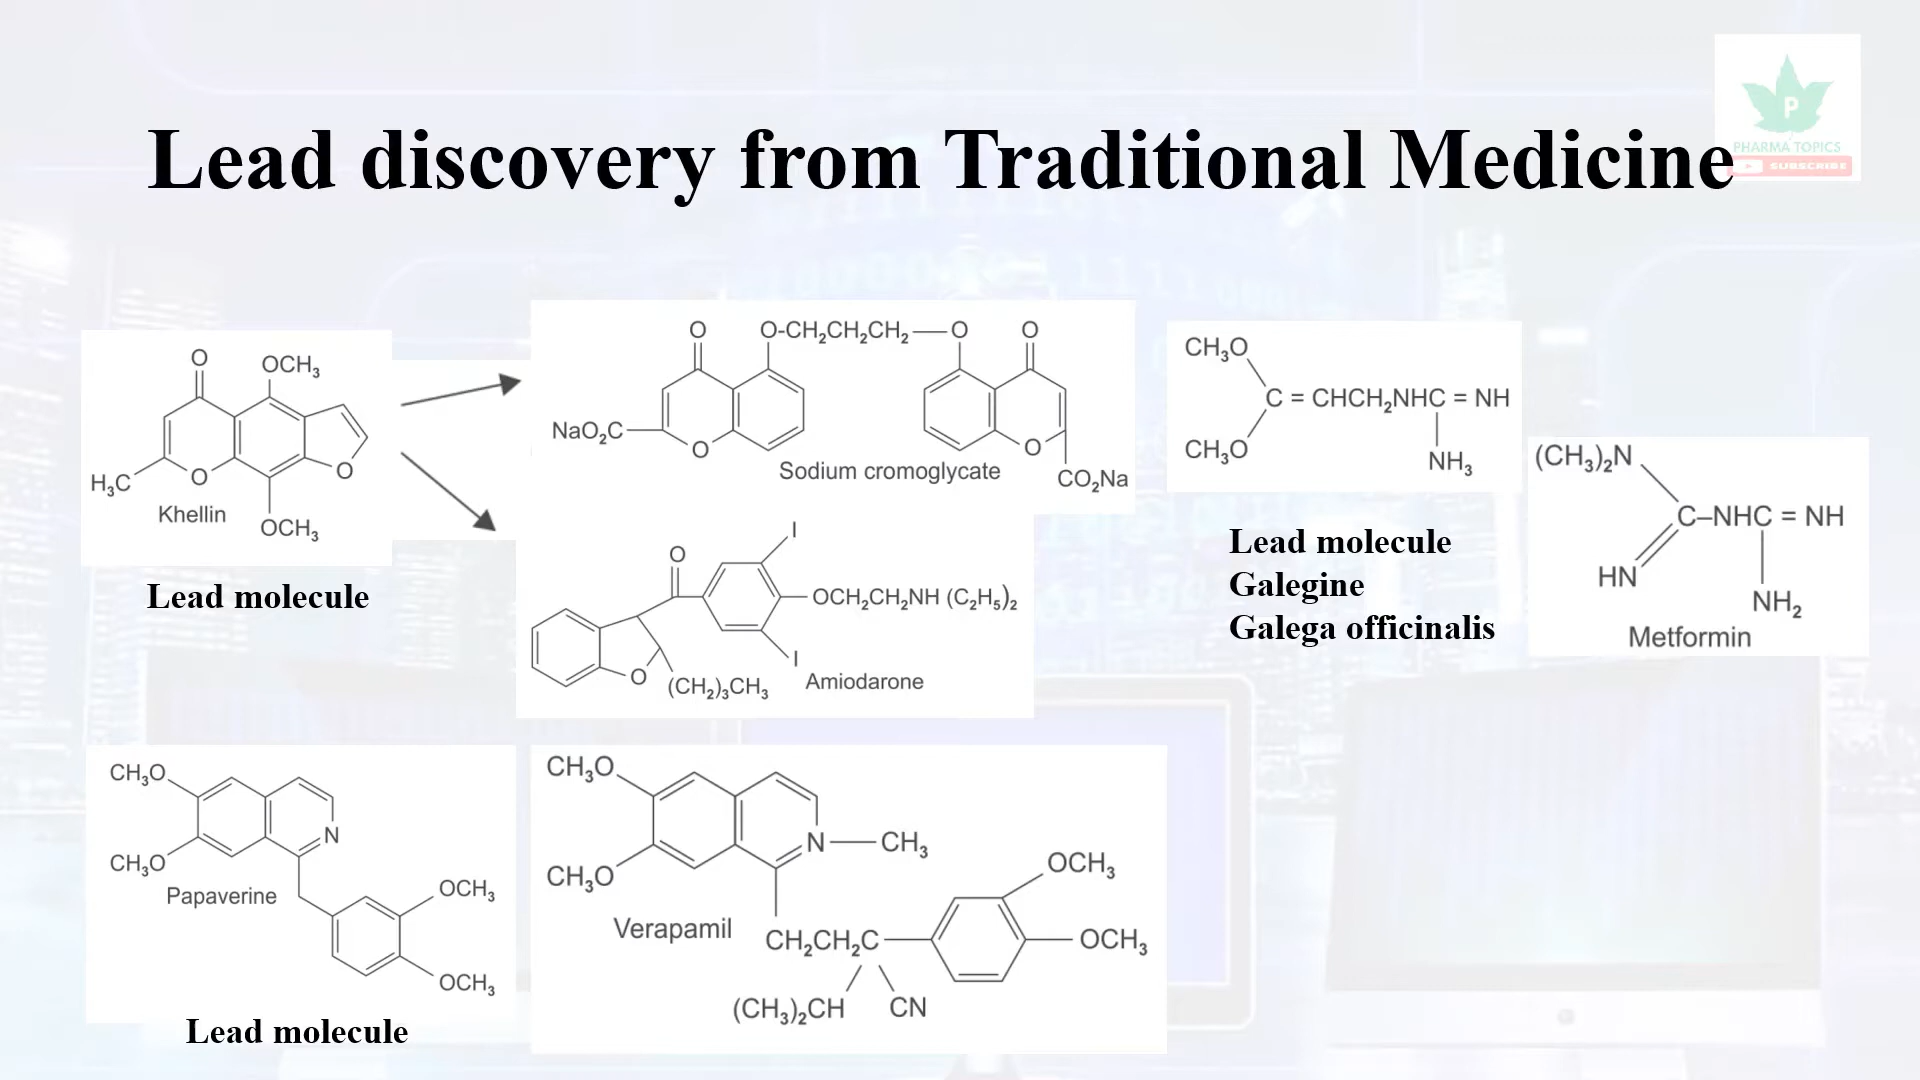 Lead discovery from Traditional Medicine
P
PHARMA TOPICS
SUBSCRIBE
O
OCH₃
O
O
H₃C
Khellin
OCH₃
Lead molecule
O
O-CH₂CH₂CH₂
O
O
NaO₂C
O
O
Sodium cromoglycate
CO₂Na
I
O
OCH₂CH₂NH (C₂H₅)₂
I
O
(CH₂)₃CH₃
Amiodarone
CH₃O
C = CHCH₂NHC = NH
CH₃O
NH₃
Lead molecule
Galegine
Galega officinalis
(CH₃)₂N
C–NHC = NH
HN
NH₂
Metformin
CH₃O
N
CH₃O
Papaverine
OCH₃
OCH₃
Lead molecule
CH₃O
N
CH₃
CH₃O
OCH₃
Verapamil
CH₂CH₂C
OCH₃
(CH₃)₂CH
CN